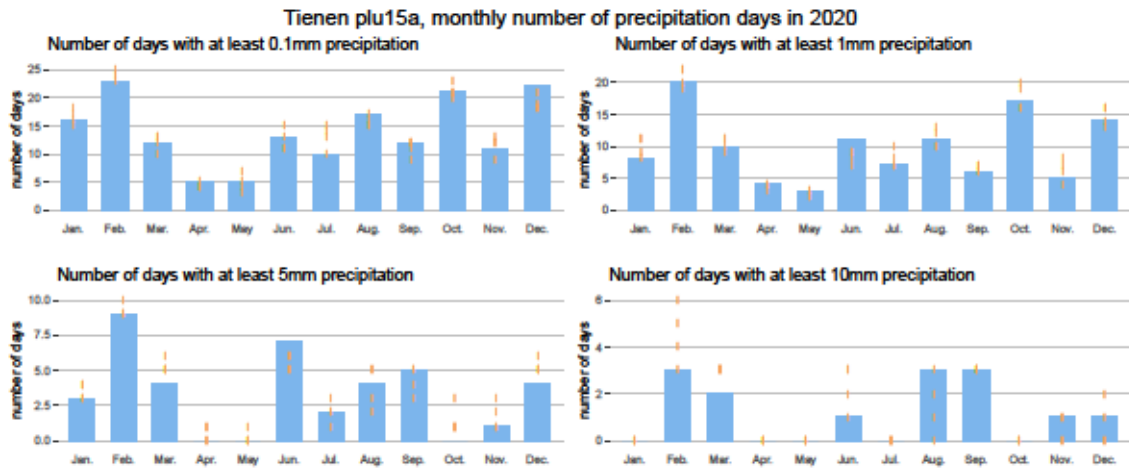 Tienen plu15a, monthly number of precipitation days in 2020
Number of days with at least 0.1mm precipitation
number of days
25
20
15
10
5
0
Jan. Feb. Mar. Apr. May Jun. Jul. Aug. Sep. Oct. Nov. Dec.
Number of days with at least 1mm precipitation
number of days
20
15
10
5
0
Jan. Feb. Mar. Apr. May Jun. Jul. Aug. Sep. Oct. Nov. Dec.
Number of days with at least 5mm precipitation
number of days
10.0
7.5
5.0
2.5
0.0
Jan. Feb. Mar. Apr. May Jun. Jul. Aug. Sep. Oct. Nov. Dec.
Number of days with at least 10mm precipitation
number of days
6
4
2
0
Jan. Feb. Mar. Apr. May Jun. Jul. Aug. Sep. Oct. Nov. Dec.